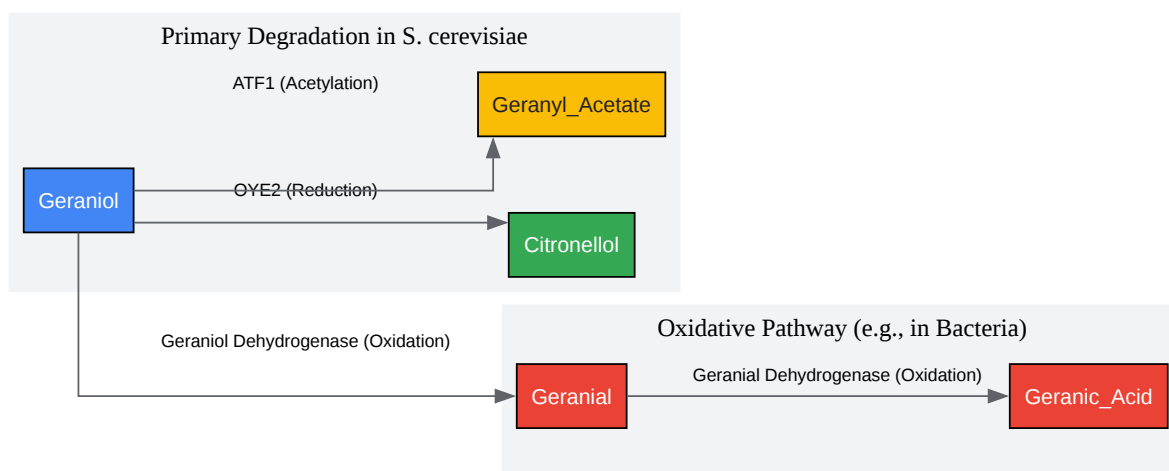 Primary Degradation in S. cerevisiae
ATF1 (Acetylation)
Geranyl_Acetate
Geraniol
OYE2 (Reduction)
Citronellol
Oxidative Pathway (e.g., in Bacteria)
Geraniol Dehydrogenase (Oxidation)
Geranial Dehydrogenase (Oxidation)
Geranial
Geranic_Acid